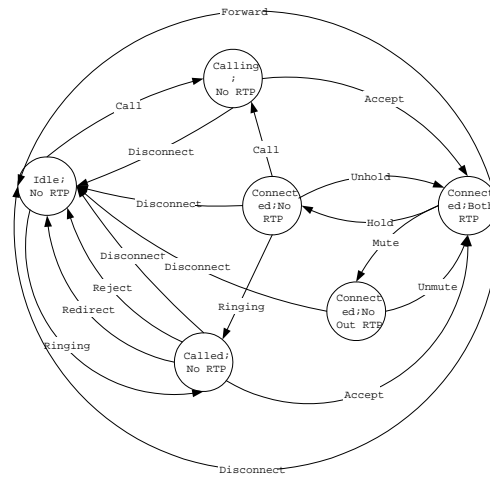 Forward
Calling
;
No RTP
Call
Accept
Disconnect
Call
Idle;
No RTP
Unhold
Connect
ed;No
RTP
Connect
ed;Both
RTP
Disconnect
Hold
Mute
Disconnect
Disconnect
Reject
Unmute
Connect
ed;No
Out RTP
Redirect
Ringing
Ringing
Called;
No RTP
Accept
Disconnect